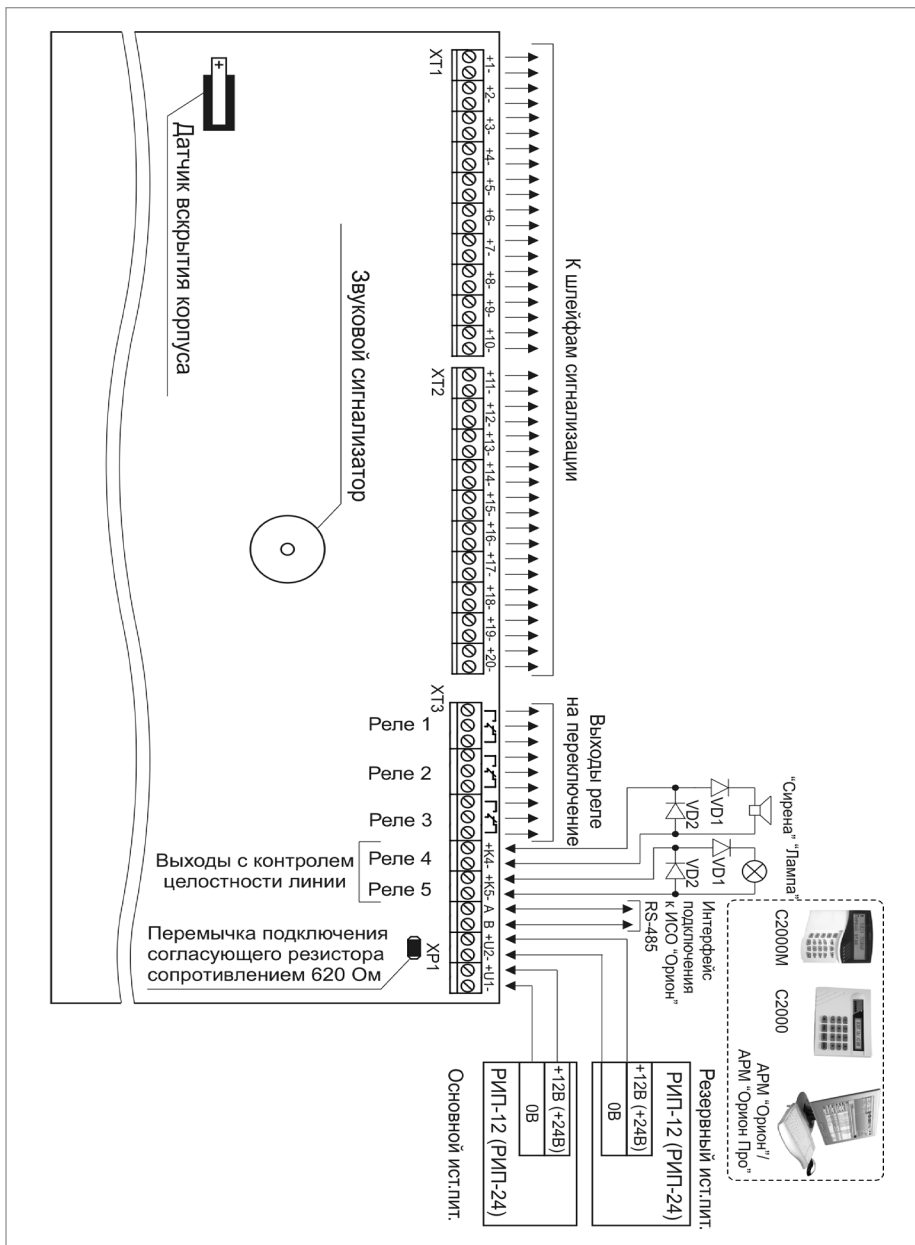 XT1
+1-
+2-
+3-
+4-
+5-
+6-
+7-
+8-
+9-
+10-
XT2
+11-
+12-
+13-
+14-
+15-
+16-
+17-
+18-
+19-
+20-
К шлейфам сигнализации
+
Датчик вскрытия корпуса
Звуковой сигнализатор
XT3
Реле 1
Реле 2
Реле 3
Реле 4
Реле 5
Выходы с контролем
целостности линии
Перемычка подключения
согласующего резистора
сопротивлением 620 Ом
XP1
+K4-
+K5-
A
B
+U2-
+U1-
Выходы реле
на переключение
"Сирена"
"Лампа"
VD1
VD2
VD1
VD2
Интерфейс
подключения
к ИСО "Орион"
RS-485
С2000М
С2000
АРМ "Орион"/
АРМ "Орион Про"
Резервный ист.пит.
РИП-12 (РИП-24)
+12В (+24В)
0В
Основной ист.пит.
РИП-12 (РИП-24)
+12В (+24В)
0В